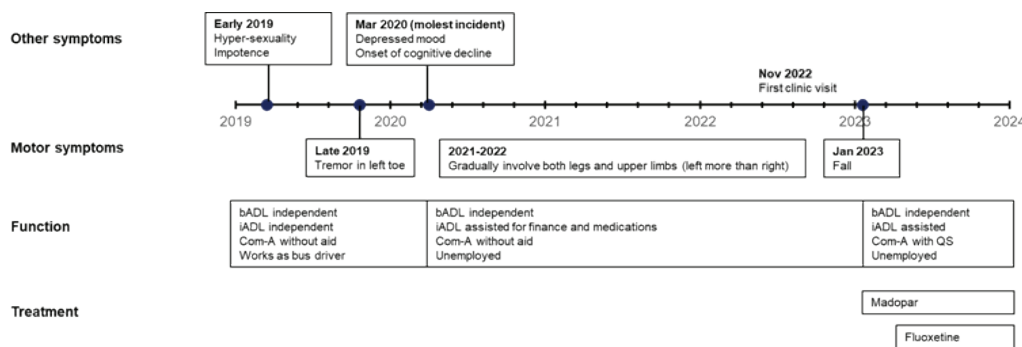 Other symptoms
Early 2019
Hyper-sexuality
Impotence
Mar 2020 (molest incident)
Depressed mood
Onset of cognitive decline
Nov 2022
First clinic visit
2019
2020
2021
2022
2023
2024
Motor symptoms
Late 2019
Tremor in left toe
2021-2022
Gradually involve both legs and upper limbs (left more than right)
Jan 2023
Fall
Function
bADL independent
iADL independent
Com-A without aid
Works as bus driver
bADL independent
iADL assisted for finance and medications
Com-A without aid
Unemployed
bADL independent
iADL assisted
Com-A with QS
Unemployed
Treatment
Madopar
Fluoxetine